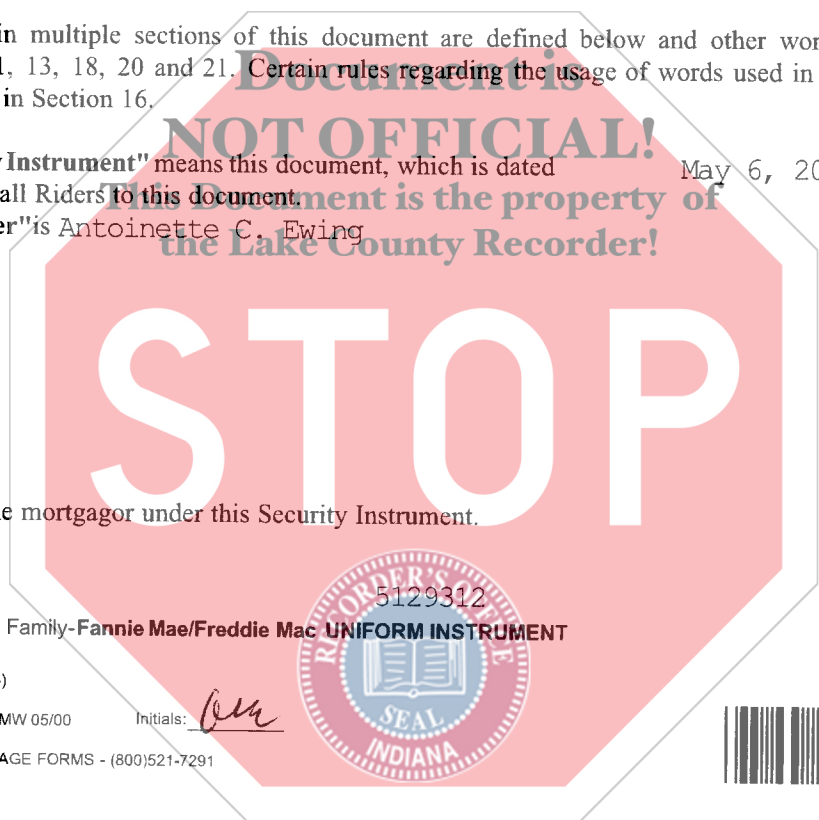 in multiple sections of this document are defined below and other wor
1, 13, 18, 20 and 21. Certain rules regarding the usage of words used in
in Section 16.
Document is
NOT OFFICIAL!
This Document is the property of
the Lake County Recorder!
y Instrument" means this document, which is dated May 6, 20
all Riders to this document.
er" is Antoinette C. Ewing
STOP
e mortgagor under this Security Instrument.
5129312
Family-Fannie Mae/Freddie Mac UNIFORM INSTRUMENT
RECORDER'S OFFICE
SEAL
INDIANA
)
MW 05/00 Initials:
AGE FORMS - (800)521-7291